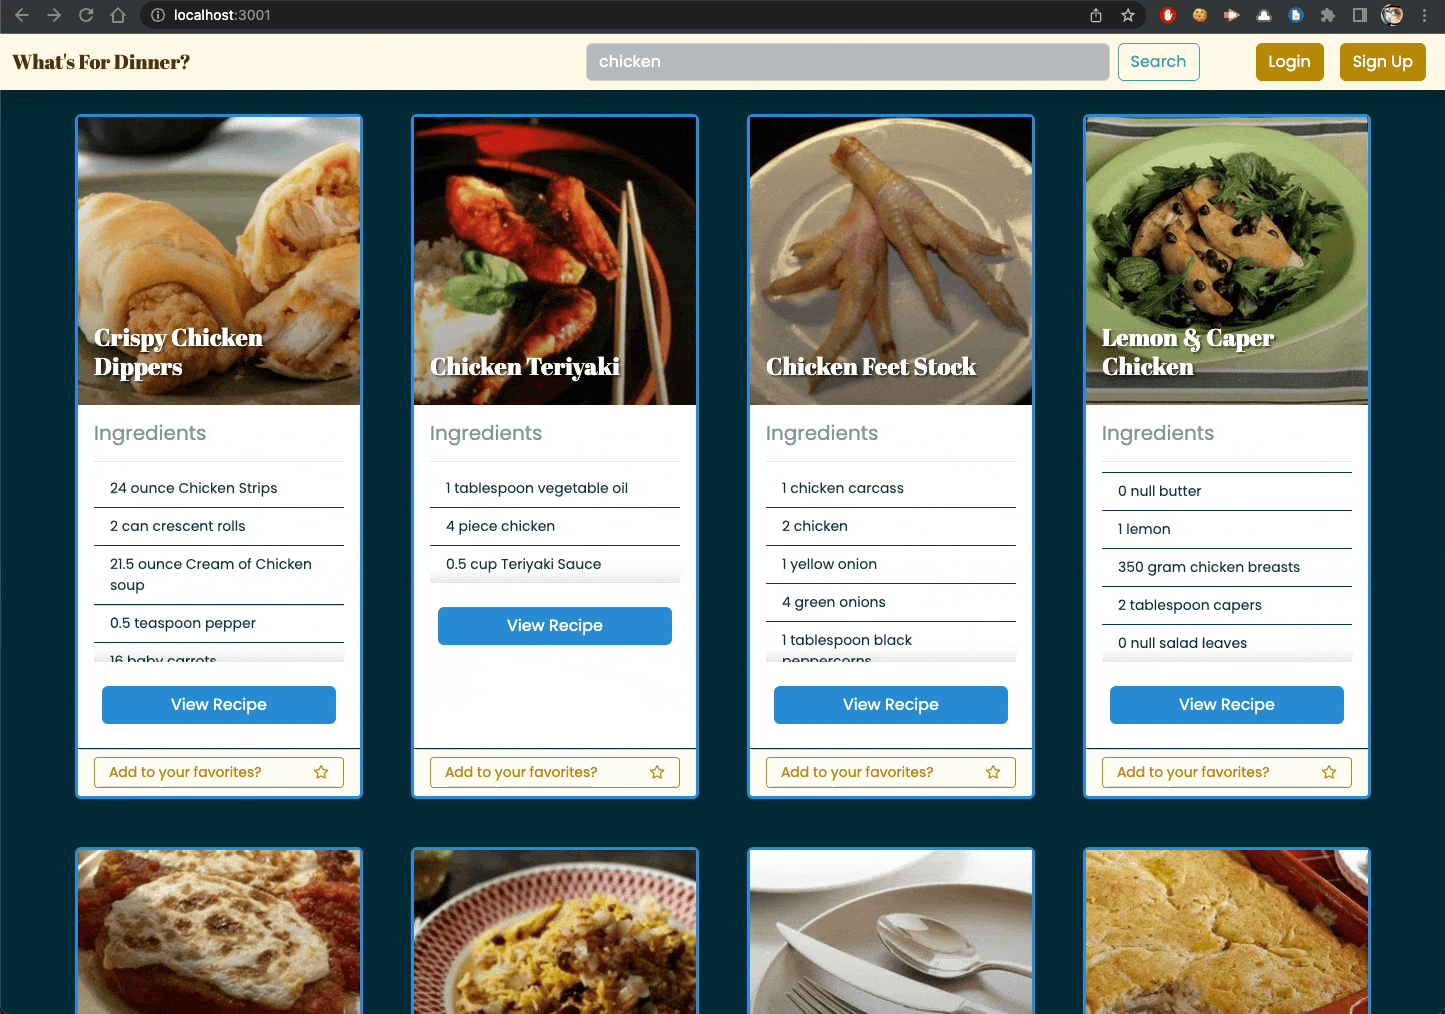 localhost:3001
What's For Dinner?
chicken
Search
Login
Sign Up
Crispy Chicken
Dippers
Ingredients
24 ounce Chicken Strips
2 can crescent rolls
21.5 ounce Cream of Chicken
soup
0.5 teaspoon pepper
16 baby carrots
View Recipe
Add to your favorites?
Chicken Teriyaki
Ingredients
1 tablespoon vegetable oil
4 piece chicken
0.5 cup Teriyaki Sauce
View Recipe
Add to your favorites?
Chicken Feet Stock
Ingredients
1 chicken carcass
2 chicken
1 yellow onion
4 green onions
1 tablespoon black
peppercorns
View Recipe
Add to your favorites?
Lemon & Caper
Chicken
Ingredients
0 null butter
1 lemon
350 gram chicken breasts
2 tablespoon capers
0 null salad leaves
View Recipe
Add to your favorites?